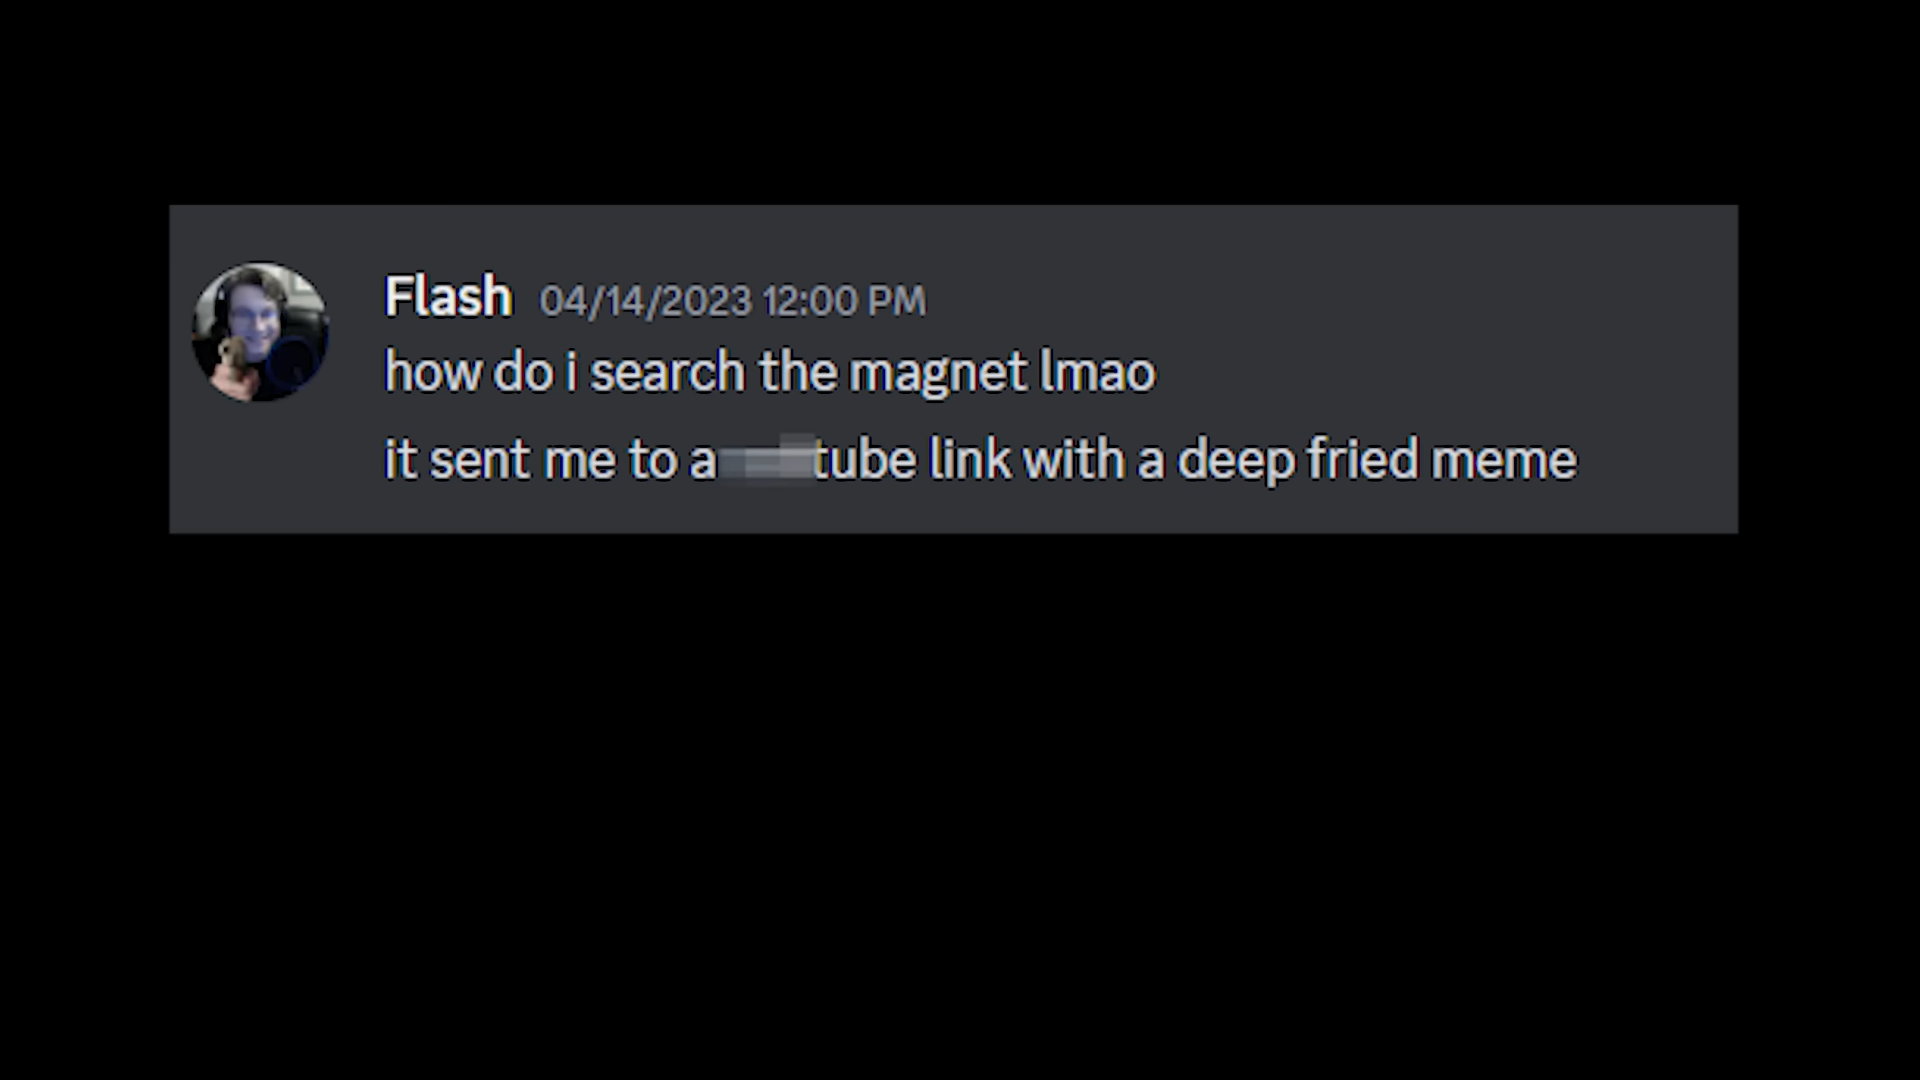 Flash 04/14/2023 12:00 PM
how do i search the magnet lmao
it sent me to a tube link with a deep fried meme